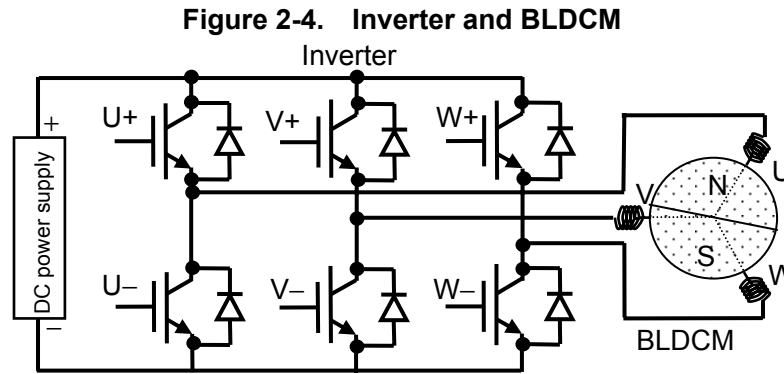 Figure 2-4. Inverter and BLDCM
Inverter
U+
V+
W+
+
DC power supply
−
U−
V−
W−
U
V
N
S
W
BLDCM